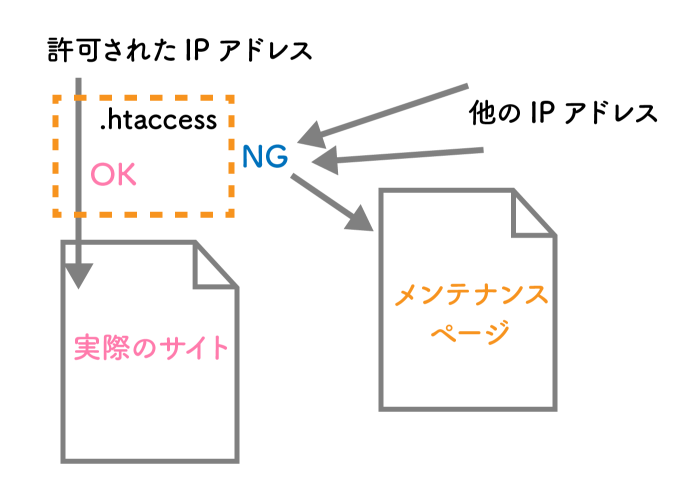 許可された IP アドレス
.htaccess
他の IP アドレス
NG
OK
メンテナンス
ページ
実際のサイト